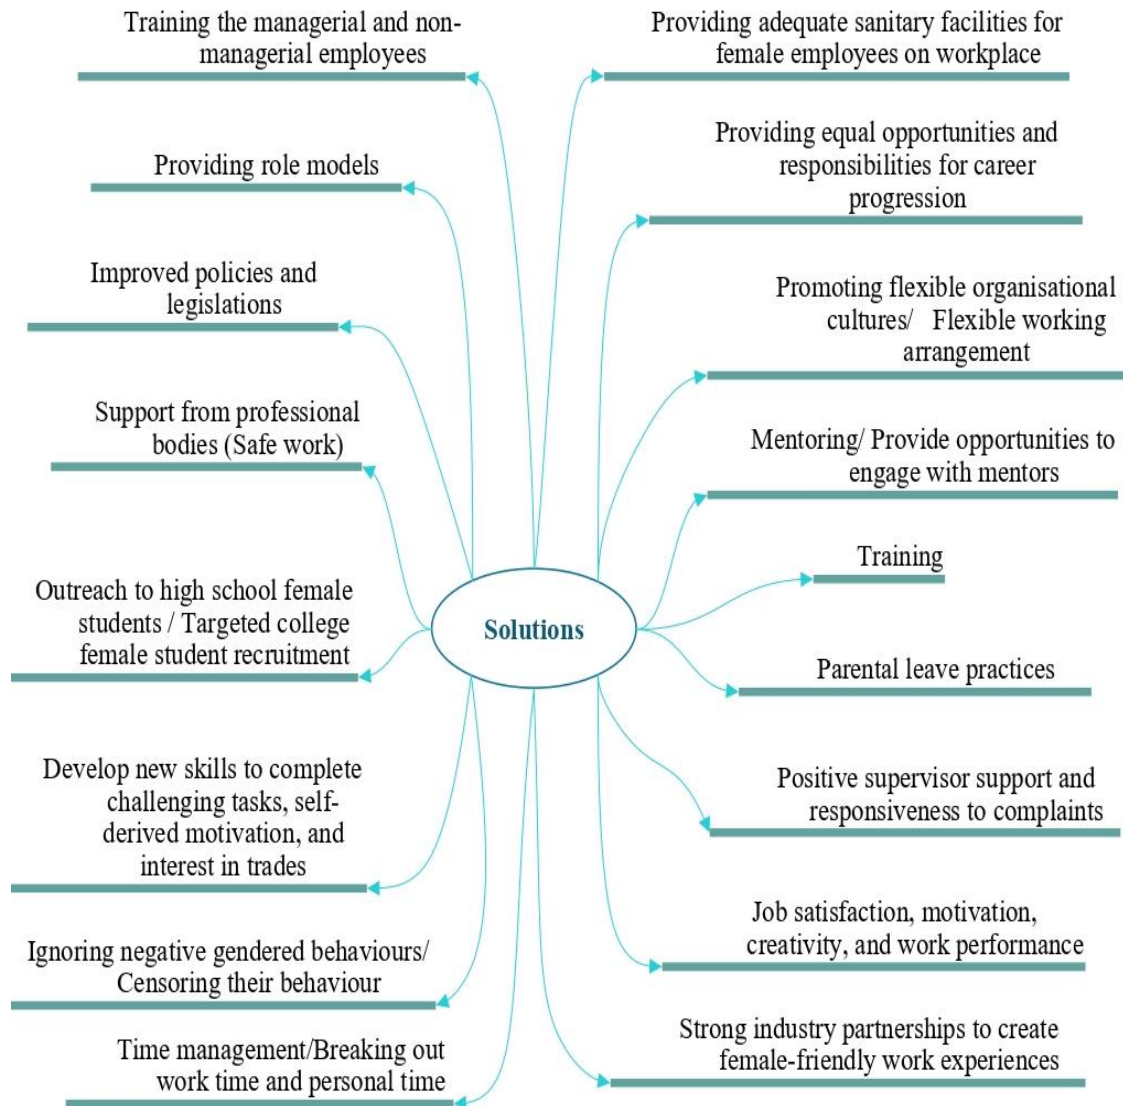 Training the managerial and non-
managerial employees
Providing role models
Improved policies and
legislations
Support from professional
bodies (Safe work)
Outreach to high school female
students / Targeted college
female student recruitment
Develop new skills to complete
challenging tasks, self-
derived motivation, and
interest in trades
Ignoring negative gendered behaviours/
Censoring their behaviour
Time management/Breaking out
work time and personal time
Solutions
Providing adequate sanitary facilities for
female employees on workplace
Providing equal opportunities and
responsibilities for career
progression
Promoting flexible organisational
cultures/ Flexible working
arrangement
Mentoring/ Provide opportunities to
engage with mentors
Training
Parental leave practices
Positive supervisor support and
responsiveness to complaints
Job satisfaction, motivation,
creativity, and work performance
Strong industry partnerships to create
female-friendly work experiences